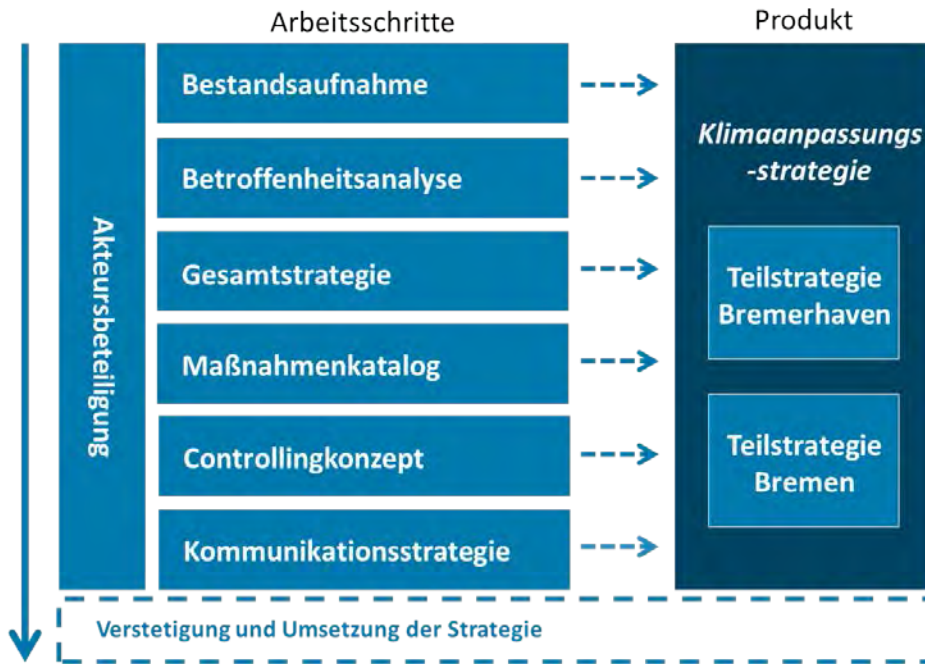 Arbeitsschritte
Produkt
Akteursbeteiligung
Bestandsaufnahme
Betroffenheitsanalyse
Gesamtstrategie
Maßnahmenkatalog
Controllingkonzept
Kommunikationsstrategie
Klimaanpassungs
-strategie
Teilstrategie
Bremerhaven
Teilstrategie
Bremen
Verstetigung und Umsetzung der Strategie